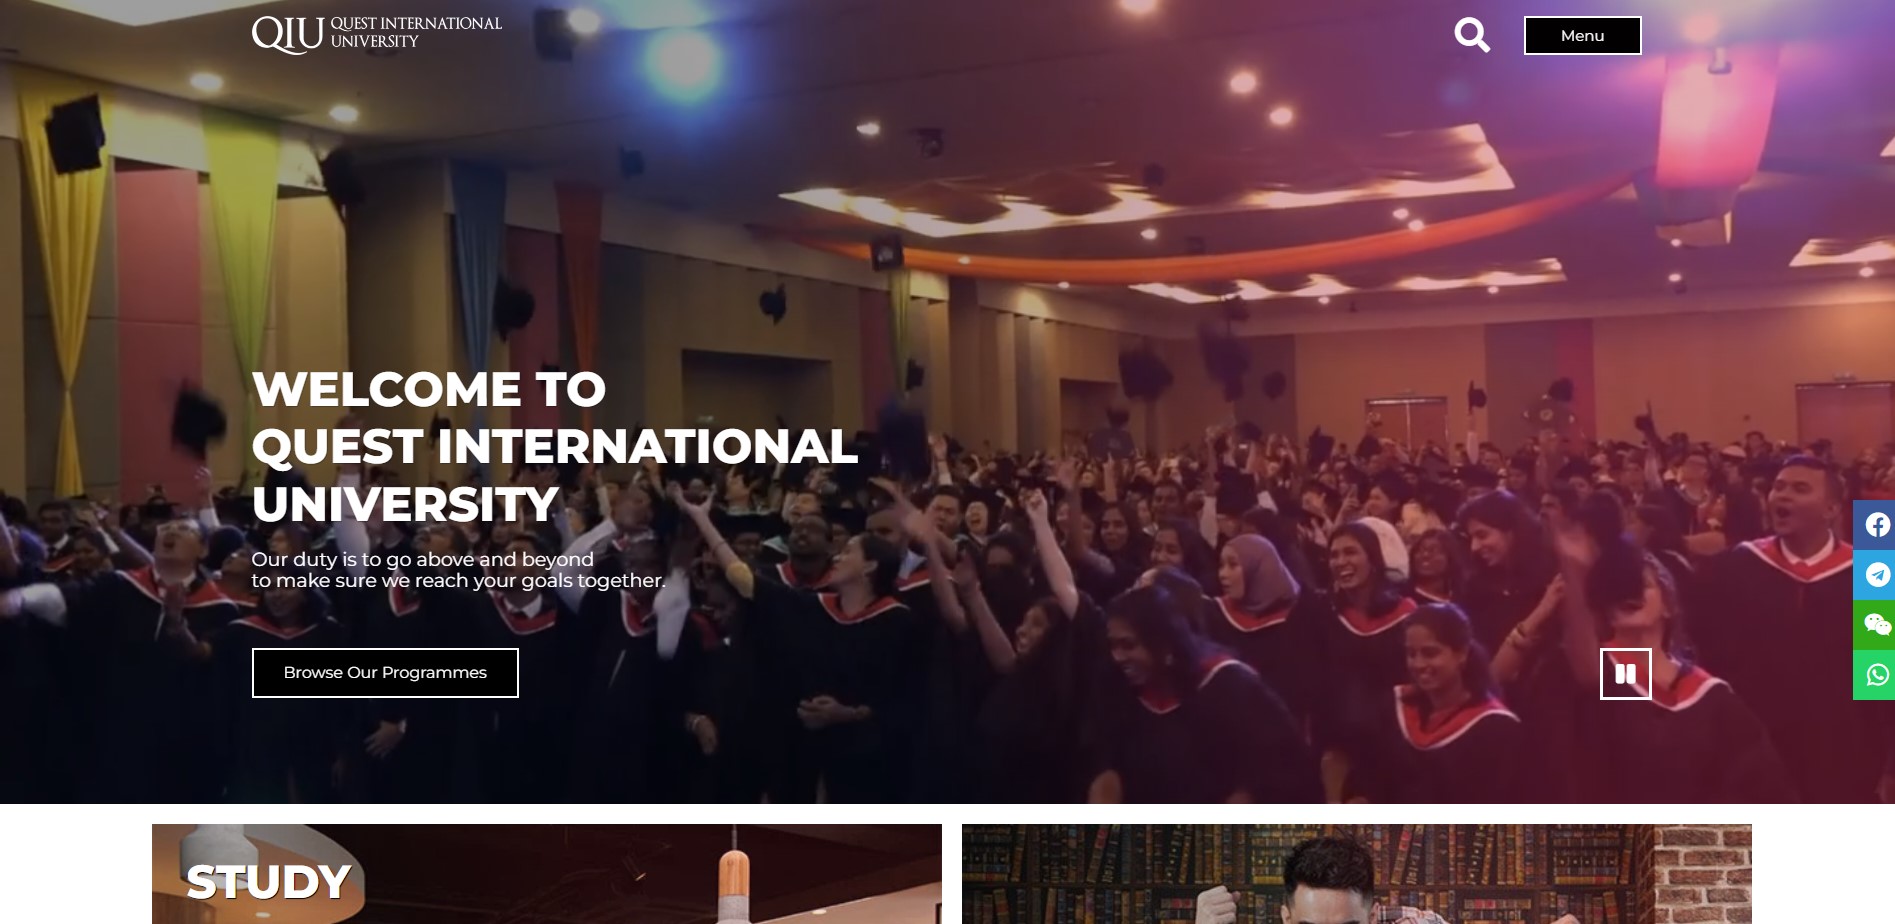 QIU QUEST INTERNATIONAL
UNIVERSITY
Menu
WELCOME TO
QUEST INTERNATIONAL
UNIVERSITY
Our duty is to go above and beyond
to make sure we reach your goals together.
Browse Our Programmes
STUDY